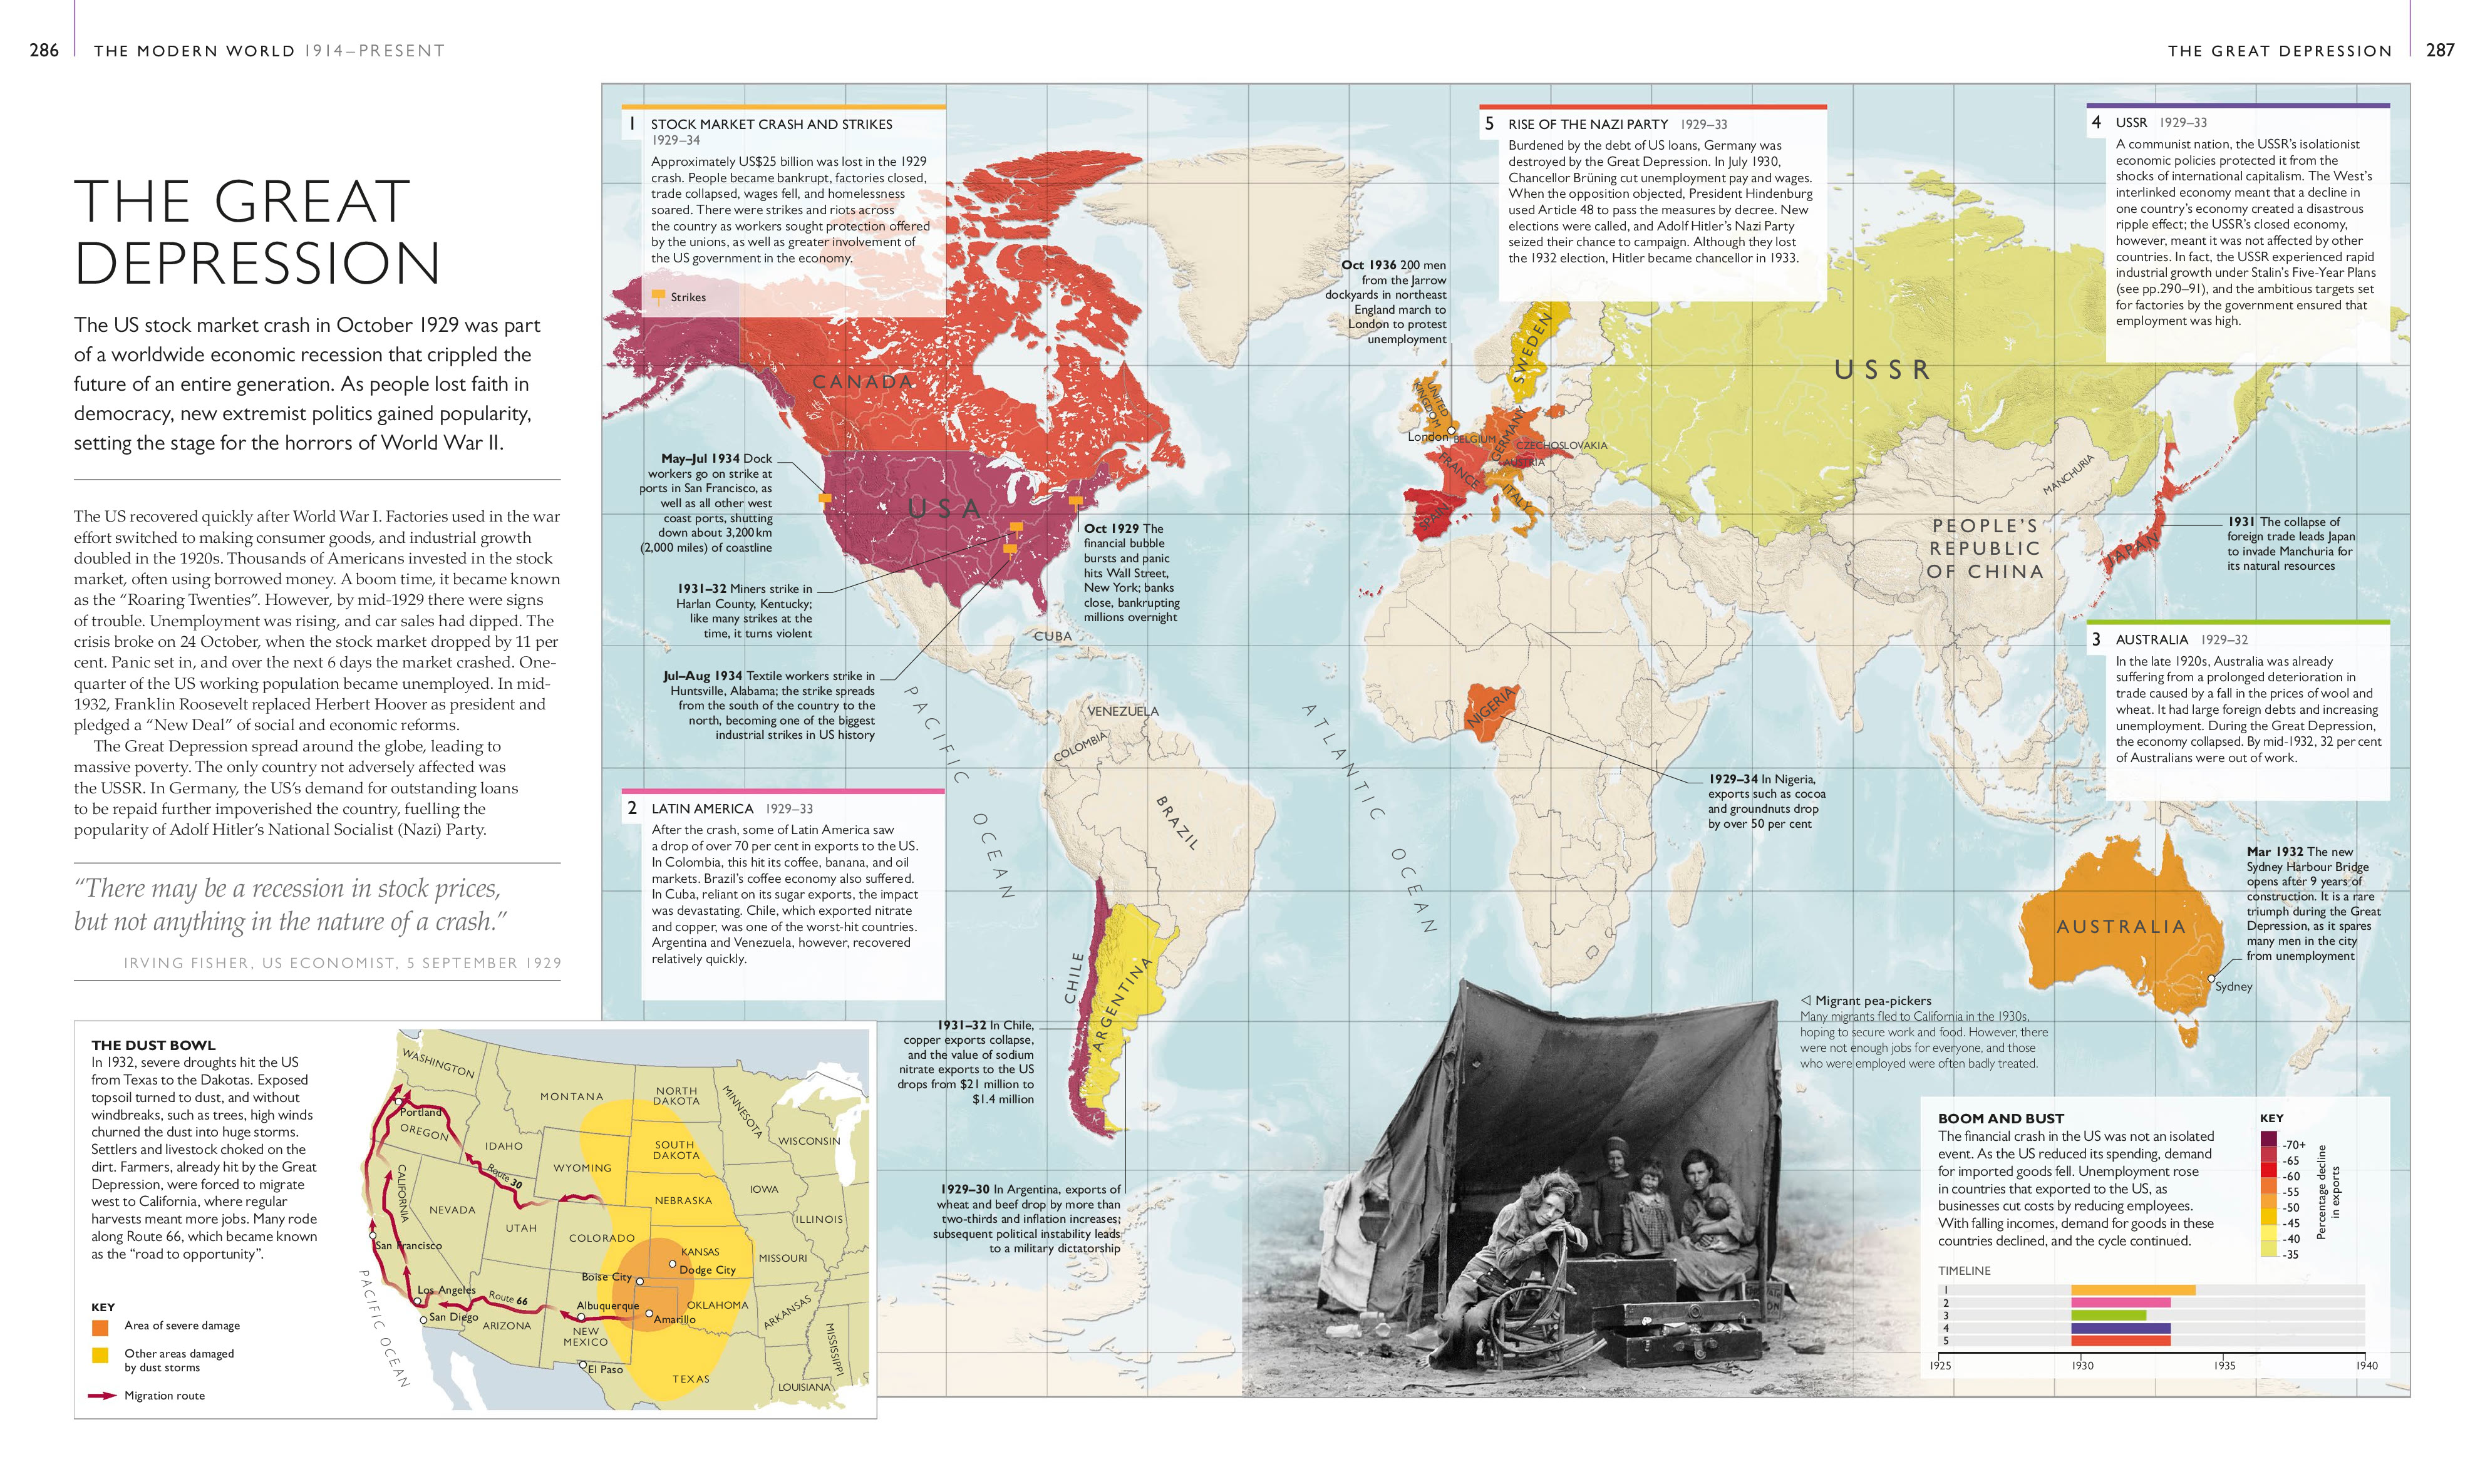 286
THE MODERN WORLD 1914–PRESENT
THE GREAT DEPRESSION
287
THE GREAT
DEPRESSION
The US stock market crash in October 1929 was part
of a worldwide economic recession that crippled the
future of an entire generation. As people lost faith in
democracy, new extremist politics gained popularity,
setting the stage for the horrors of World War II.
The US recovered quickly after World War I. Factories used in the war
effort switched to making consumer goods, and industrial growth
doubled in the 1920s. Thousands of Americans invested in the stock
market, often using borrowed money. A boom time, it became known
as the “Roaring Twenties”. However, by mid-1929 there were signs
of trouble. Unemployment was rising, and car sales had dipped. The
crisis broke on 24 October, when the stock market dropped by 11 per
cent. Panic set in, and over the next 6 days the market crashed. One-
quarter of the US working population became unemployed. In mid-
1932, Franklin Roosevelt replaced Herbert Hoover as president and
pledged a “New Deal” of social and economic reforms.
The Great Depression spread around the globe, leading to
massive poverty. The only country not adversely affected was
the USSR. In Germany, the US’s demand for outstanding loans
to be repaid further impoverished the country, fuelling the
popularity of Adolf Hitler’s National Socialist (Nazi) Party.
“There may be a recession in stock prices,
but not anything in the nature of a crash.”
IRVING FISHER, US ECONOMIST, 5 SEPTEMBER 1929
THE DUST BOWL
In 1932, severe droughts hit the US
from Texas to the Dakotas. Exposed
topsoil turned to dust, and without
windbreaks, such as trees, high winds
churned the dust into huge storms.
Settlers and livestock choked on the
dirt. Farmers, already hit by the Great
Depression, were forced to migrate
west to California, where regular
harvests meant more jobs. Many rode
along Route 66, which became known
as the “road to opportunity”.
KEY
Area of severe damage
Other areas damaged
by dust storms
Migration route
WASHINGTON
Portland
OREGON
IDAHO
MONTANA
NORTH
DAKOTA
MINNESOTA
WISCONSIN
SOUTH
DAKOTA
WYOMING
Route 30
IOWA
NEBRASKA
CALIFORNIA
NEVADA
UTAH
ILLINOIS
COLORADO
San Francisco
KANSAS
MISSOURI
Dodge City
Boise City
Los Angeles
Route 66
Albuquerque
OKLAHOMA
ARKANSAS
San Diego
ARIZONA
Amarillo
NEW
MEXICO
MISSISSIPPI
El Paso
TEXAS
LOUISIANA
PACIFIC OCEAN
1 STOCK MARKET CRASH AND STRIKES
1929–34
Approximately US$25 billion was lost in the 1929
crash. People became bankrupt, factories closed,
trade collapsed, wages fell, and homelessness
soared. There were strikes and riots across
the country as workers sought protection offered
by the unions, as well as greater involvement of
the US government in the economy.
Strikes
CANADA
USA
May–Jul 1934 Dock
workers go on strike at
ports in San Francisco, as
well as all other west
coast ports, shutting
down about 3,200 km
(2,000 miles) of coastline
1931–32 Miners strike in
Harlan County, Kentucky;
like many strikes at the
time, it turns violent
Jul–Aug 1934 Textile workers strike in
Huntsville, Alabama; the strike spreads
from the south of the country to the
north, becoming one of the biggest
industrial strikes in US history
Oct 1929 The
financial bubble
bursts and panic
hits Wall Street,
New York; banks
close, bankrupting
millions overnight
CUBA
VENEZUELA
COLOMBIA
BRAZIL
PACIFIC OCEAN
ATLANTIC OCEAN
2 LATIN AMERICA 1929–33
After the crash, some of Latin America saw
a drop of over 70 per cent in exports to the US.
In Colombia, this hit its coffee, banana, and oil
markets. Brazil’s coffee economy also suffered.
In Cuba, reliant on its sugar exports, the impact
was devastating. Chile, which exported nitrate
and copper, was one of the worst-hit countries.
Argentina and Venezuela, however, recovered
relatively quickly.
CHILE
ARGENTINA
1931–32 In Chile,
copper exports collapse,
and the value of sodium
nitrate exports to the US
drops from $21 million to
$1.4 million
1929–30 In Argentina, exports of
wheat and beef drop by more than
two-thirds and inflation increases;
subsequent political instability leads
to a military dictatorship
5 RISE OF THE NAZI PARTY 1929–33
Burdened by the debt of US loans, Germany was
destroyed by the Great Depression. In July 1930,
Chancellor Brüning cut unemployment pay and wages.
When the opposition objected, President Hindenburg
used Article 48 to pass the measures by decree. New
elections were called, and Adolf Hitler’s Nazi Party
seized their chance to campaign. Although they lost
the 1932 election, Hitler became chancellor in 1933.
Oct 1936 200 men
from the Jarrow
dockyards in northeast
England march to
London to protest
unemployment
SWEDEN
UNITED
KINGDOM
London
BELGIUM
GERMANY
CZECHOSLOVAKIA
AUSTRIA
FRANCE
ITALY
SPAIN
NIGERIA
1929–34 In Nigeria,
exports such as cocoa
and groundnuts drop
by over 50 per cent
4 USSR 1929–33
A communist nation, the USSR’s isolationist
economic policies protected it from the
shocks of international capitalism. The West’s
interlinked economy meant that a decline in
one country’s economy created a disastrous
ripple effect; the USSR’s closed economy,
however, meant it was not affected by other
countries. In fact, the USSR experienced rapid
industrial growth under Stalin’s Five-Year Plans
(see pp.290–91), and the ambitious targets set
for factories by the government ensured that
employment was high.
USSR
MANCHURIA
PEOPLE’S
REPUBLIC
OF CHINA
JAPAN
1931 The collapse of
foreign trade leads Japan
to invade Manchuria for
its natural resources
3 AUSTRALIA 1929–32
In the late 1920s, Australia was already
suffering from a prolonged deterioration in
trade caused by a fall in the prices of wool and
wheat. It had large foreign debts and increasing
unemployment. During the Great Depression,
the economy collapsed. By mid-1932, 32 per cent
of Australians were out of work.
AUSTRALIA
Sydney
Mar 1932 The new
Sydney Harbour Bridge
opens after 9 years of
construction. It is a rare
triumph during the Great
Depression, as it spares
many men in the city
from unemployment
◁ Migrant pea-pickers
Many migrants fled to California in the 1930s,
hoping to secure work and food. However, there
were not enough jobs for everyone, and those
who were employed were often badly treated.
BOOM AND BUST
The financial crash in the US was not an isolated
event. As the US reduced its spending, demand
for imported goods fell. Unemployment rose
in countries that exported to the US, as
businesses cut costs by reducing employees.
With falling incomes, demand for goods in these
countries declined, and the cycle continued.
KEY
-70+
-65
-60
-55
-50
-45
-40
-35
Percentage decline
in exports
TIMELINE
1
2
3
4
5
1925
1930
1935
1940